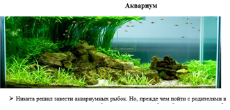 Аквариум
➢ Никита решил завести аквариумных рыбок. Но, прежде чем пойти с родителями в